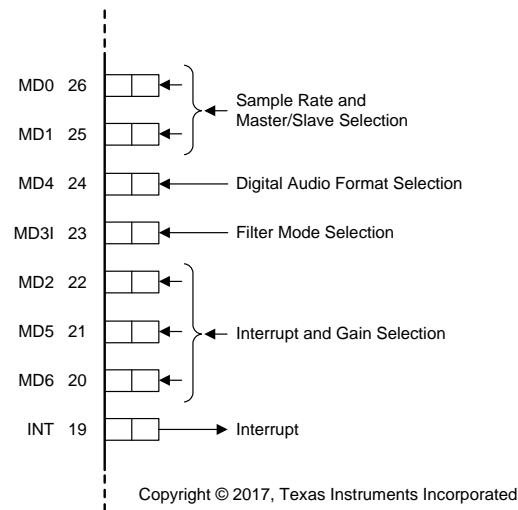 MD0 26
MD1 25
Sample Rate and
Master/Slave Selection
MD4 24 Digital Audio Format Selection
MD3I 23 Filter Mode Selection
MD2 22
MD5 21 Interrupt and Gain Selection
MD6 20
INT 19 Interrupt
Copyright © 2017, Texas Instruments Incorporated